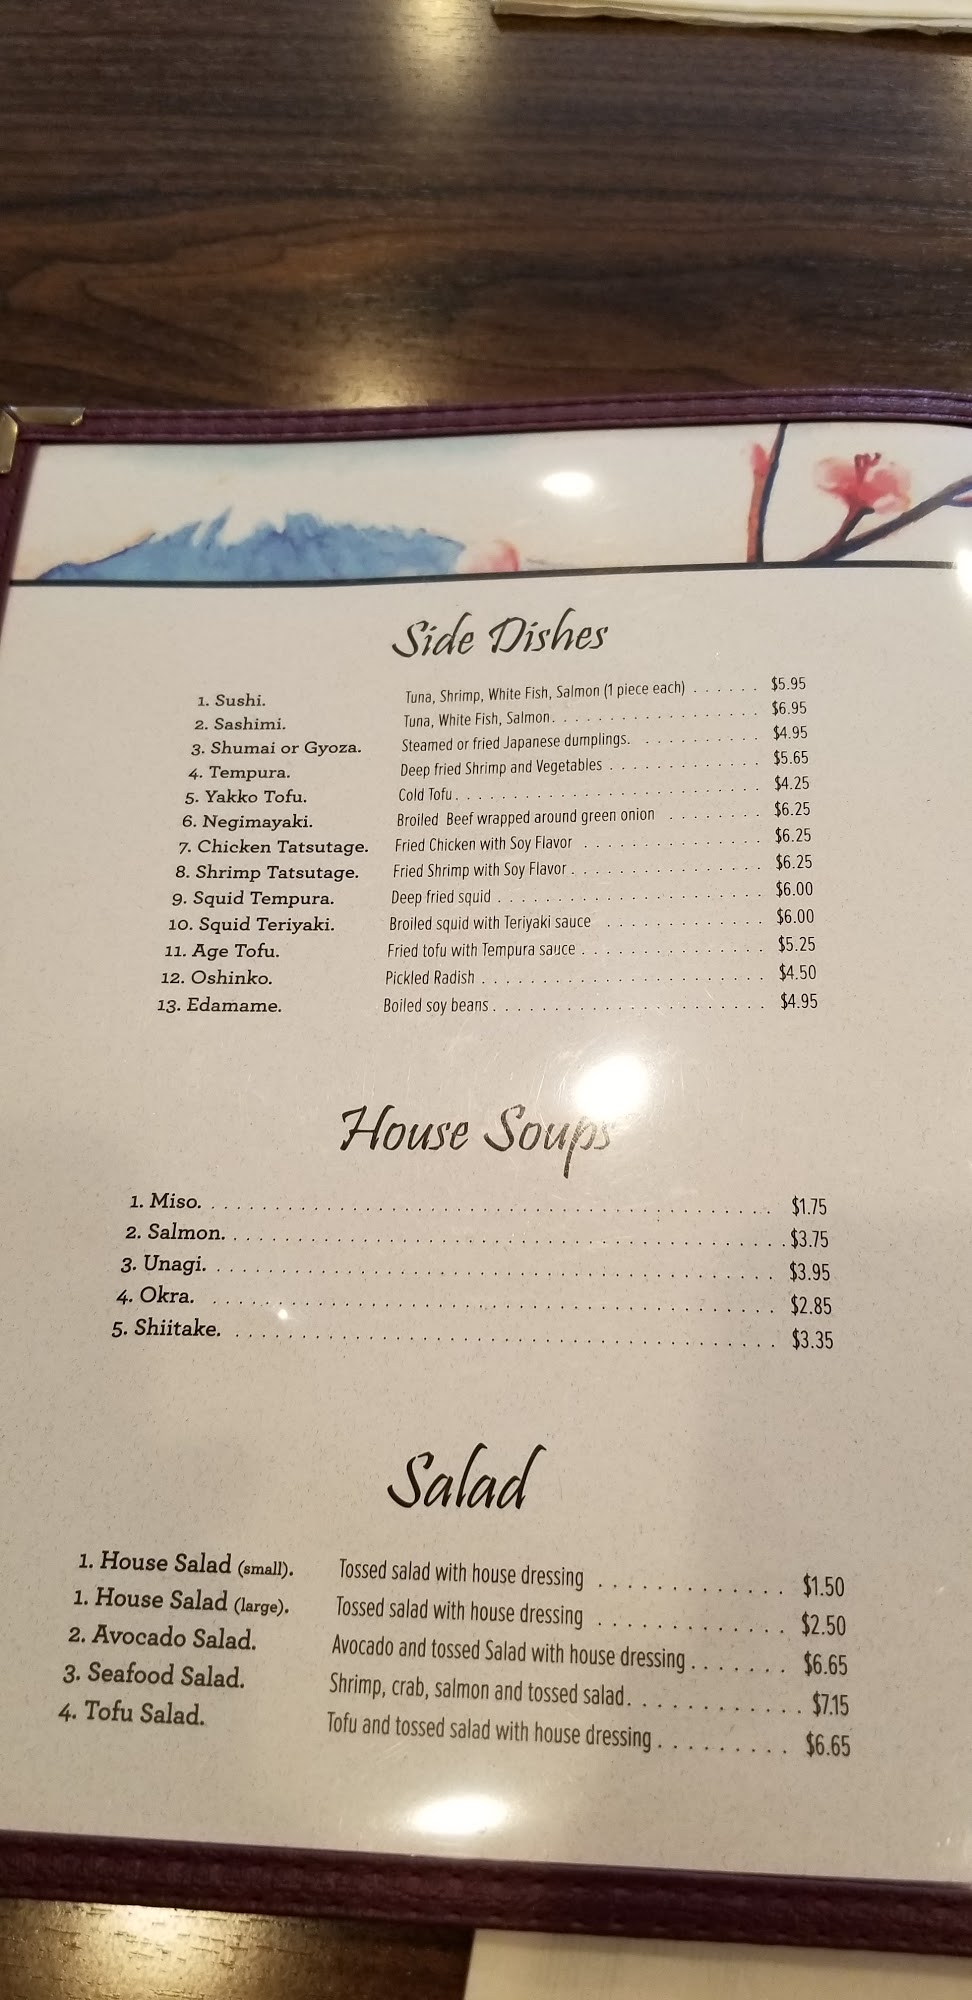 Side Dishes
1. Sushi. Tuna, Shrimp, White Fish, Salmon (1 piece each) . . . . . . $5.95
2. Sashimi. Tuna, White Fish, Salmon. . . . . . . . . . . . . . . . . . $6.95
3. Shumai or Gyoza. Steamed or fried Japanese dumplings. . . . . . . . . . . . $4.95
4. Tempura. Deep fried Shrimp and Vegetables . . . . . . . . . . . . . $5.65
5. Yakko Tofu. Cold Tofu. . . . . . . . . . . . . . . . . . . . . . . . . . $4.25
6. Negimayaki. Broiled Beef wrapped around green onion . . . . . . . . $6.25
7. Chicken Tatsutage. Fried Chicken with Soy Flavor . . . . . . . . . . . . . . . $6.25
8. Shrimp Tatsutage. Fried Shrimp with Soy Flavor . . . . . . . . . . . . . . . . $6.25
9. Squid Tempura. Deep fried squid . . . . . . . . . . . . . . . . . . . . . . . $6.00
10. Squid Teriyaki. Broiled squid with Teriyaki sauce . . . . . . . . . . . . . $6.00
11. Age Tofu. Fried tofu with Tempura sauce . . . . . . . . . . . . . . . $5.25
12. Oshinko. Pickled Radish . . . . . . . . . . . . . . . . . . . . . . . . $4.50
13. Edamame. Boiled soy beans . . . . . . . . . . . . . . . . . . . . . . . $4.95
House Soups
1. Miso. . . . . . . . . . . . . . . . . . . . . . . . . . . . . . . . . . . . $1.75
2. Salmon. . . . . . . . . . . . . . . . . . . . . . . . . . . . . . . . . . . $3.75
3. Unagi. . . . . . . . . . . . . . . . . . . . . . . . . . . . . . . . . . . . $3.95
4. Okra. . . . . . . . . . . . . . . . . . . . . . . . . . . . . . . . . . . . $2.85
5. Shiitake. . . . . . . . . . . . . . . . . . . . . . . . . . . . . . . . . . $3.35
Salad
1. House Salad (small). Tossed salad with house dressing . . . . . . . . . . . . . $1.50
1. House Salad (large). Tossed salad with house dressing . . . . . . . . . . . . . $2.50
2. Avocado Salad. Avocado and tossed Salad with house dressing . . . . . . . $6.65
3. Seafood Salad. Shrimp, crab, salmon and tossed salad. . . . . . . . . . . . $7.15
4. Tofu Salad. Tofu and tossed salad with house dressing . . . . . . . . . $6.65